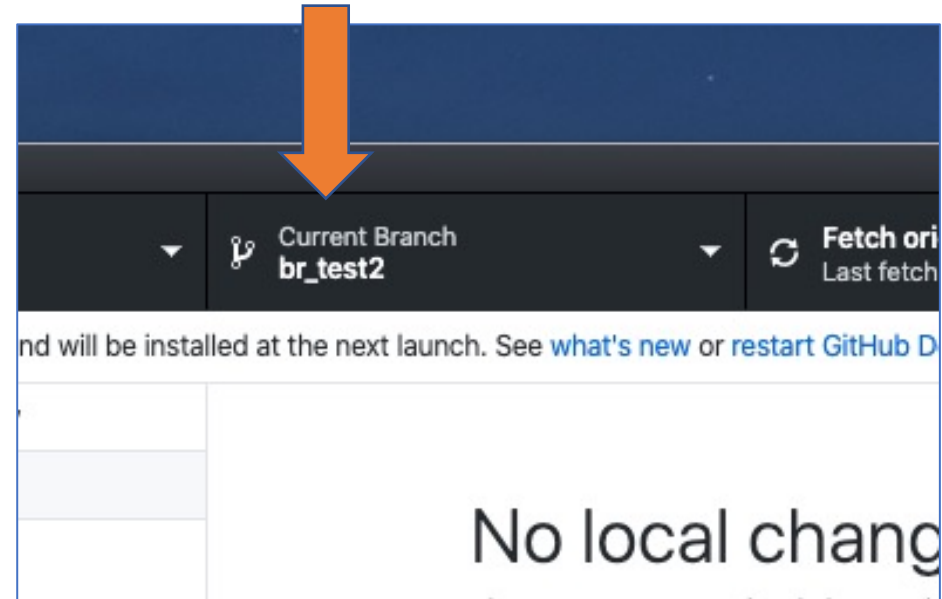 Current Branch
br_test2
Fetch ori
Last fetch
nd will be installed at the next launch. See what's new or restart GitHub D
No local chang